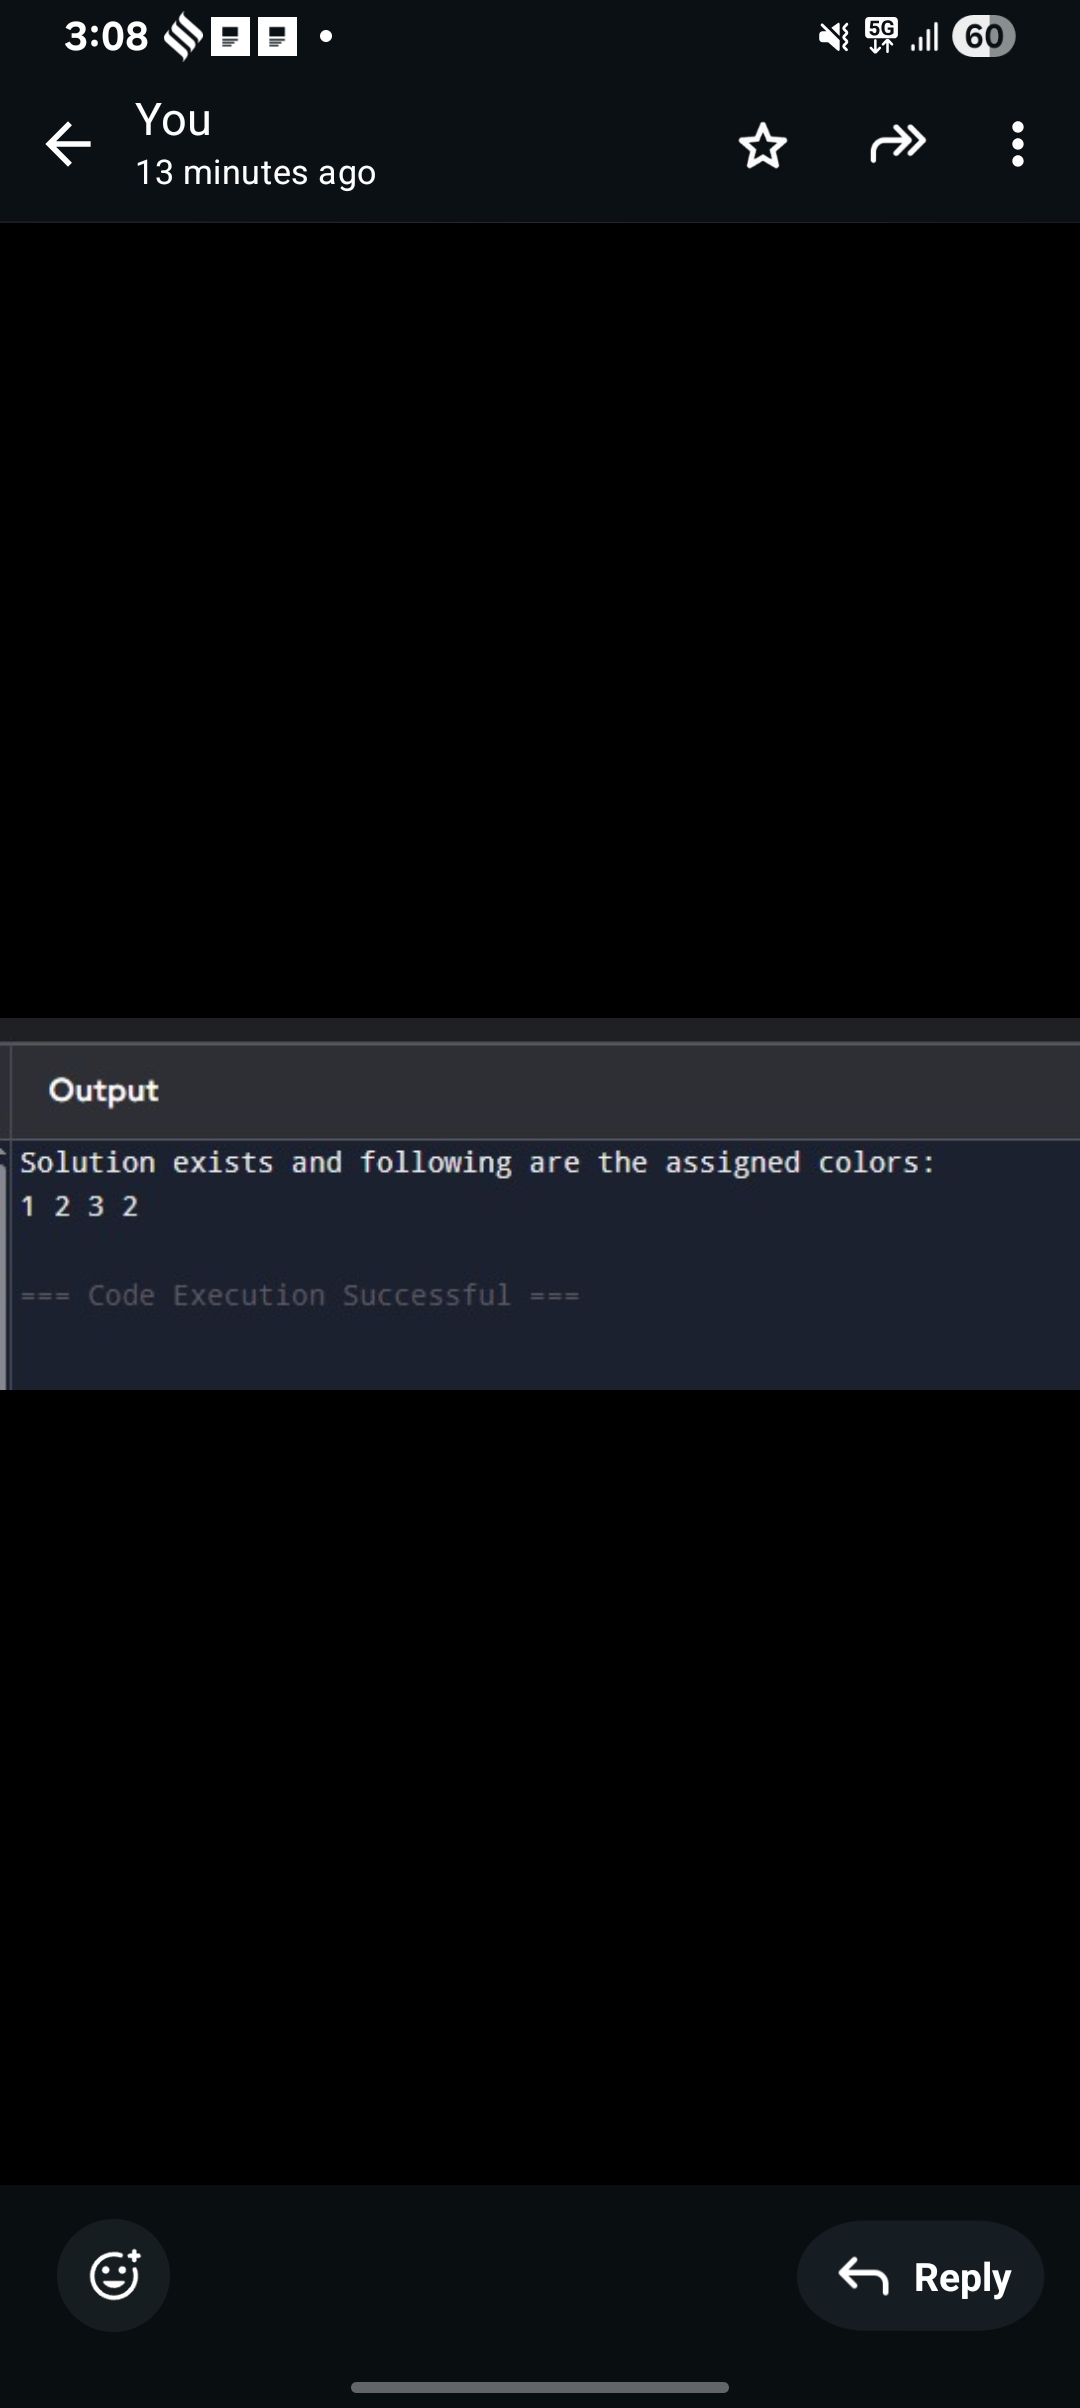 3:08
5G
60
You
13 minutes ago
Output
Solution exists and following are the assigned colors:
1 2 3 2
=== Code Execution Successful ===
Reply